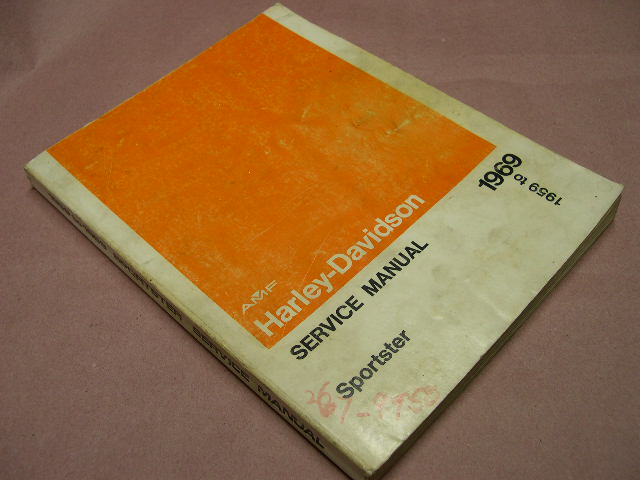 AMF
Harley-Davidson
SERVICE MANUAL
1959 to
1969
Sportster
SPORTSTER SERVICE MANUAL